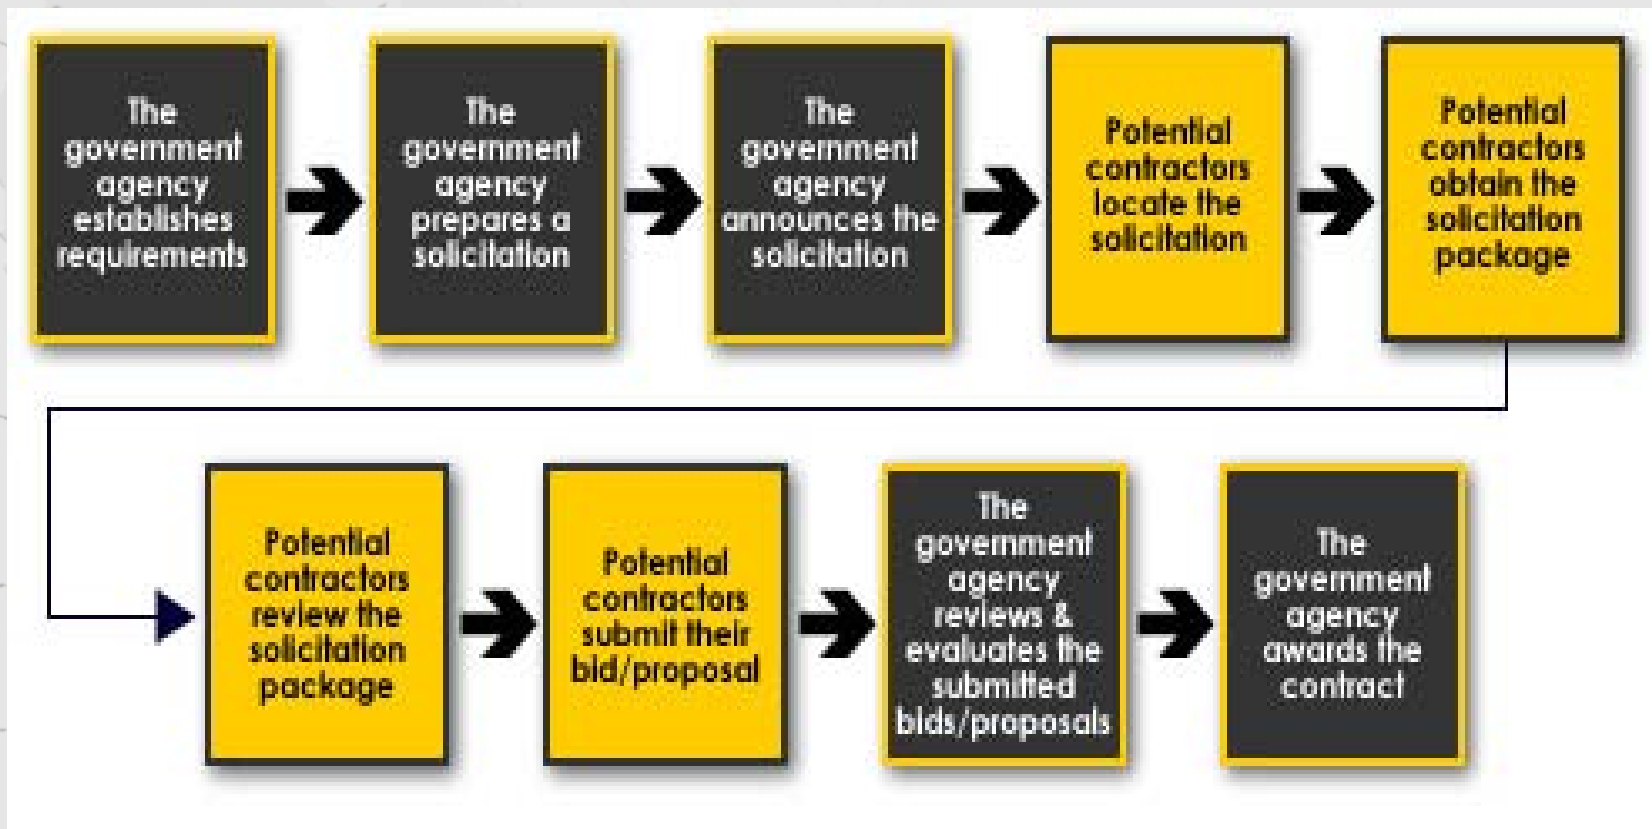 The
government
agency
establishes
requirements
The
government
agency
prepares a
solicitation
The
government
agency
announces the
solicitation
Potential
contractors
locate the
solicitation
Potential
contractors
obtain the
solicitation
package
Potential
contractors
review the
solicitation
package
Potential
contractors
submit their
bid/proposal
The
government
agency
reviews &
evaluates the
submitted
bids/proposals
The
government
agency
awards the
contract